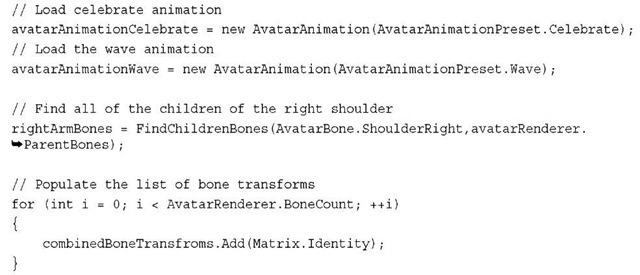 // Load celebrate animation
avatarAnimationCelebrate = new AvatarAnimation(AvatarAnimationPreset.Celebrate);
// Load the wave animation
avatarAnimationWave = new AvatarAnimation(AvatarAnimationPreset.Wave);
// Find all of the children of the right shoulder
rightArmBones = FindChildrenBones(AvatarBone.ShoulderRight,avatarRenderer.
➥ParentBones);
// Populate the list of bone transforms
for (int i = 0; i < AvatarRenderer.BoneCount; ++i)
{
    combinedBoneTransfroms.Add(Matrix.Identity);
}